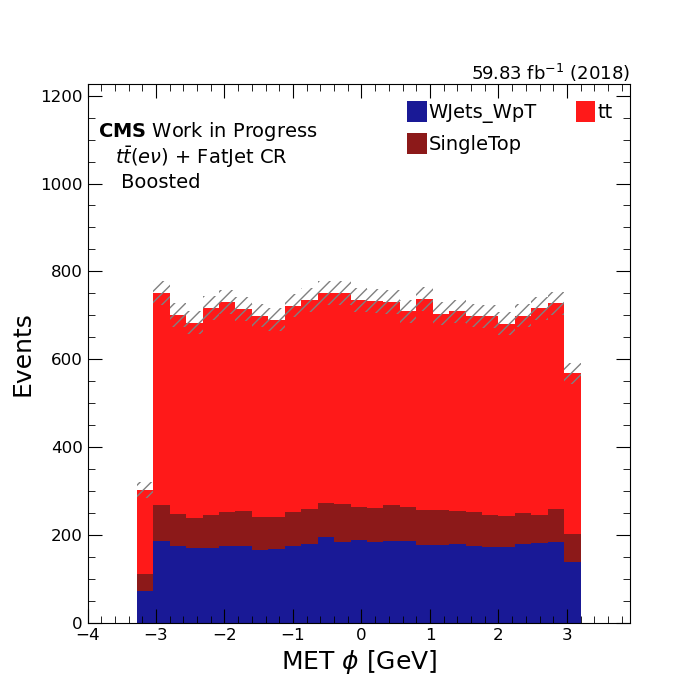 59.83 fb⁻¹ (2018)
1200
WJets_WpT
tt
CMS Work in Progress
SingleTop
tt̄(eν) + FatJet CR
Boosted
1000
800
600
400
200
0
Events
−4 −3 −2 −1 0 1 2 3
MET ϕ [GeV]